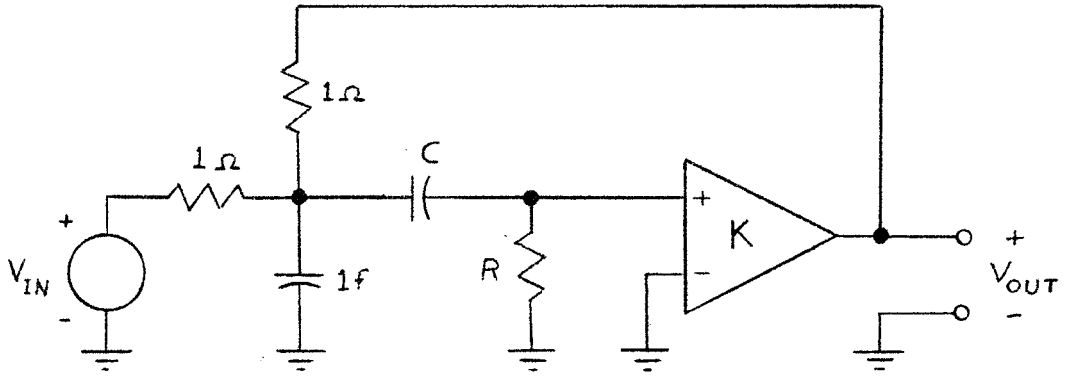 1Ω
C
1Ω
+
K
+
V_IN
R
-
+
V_OUT
1f
-
-